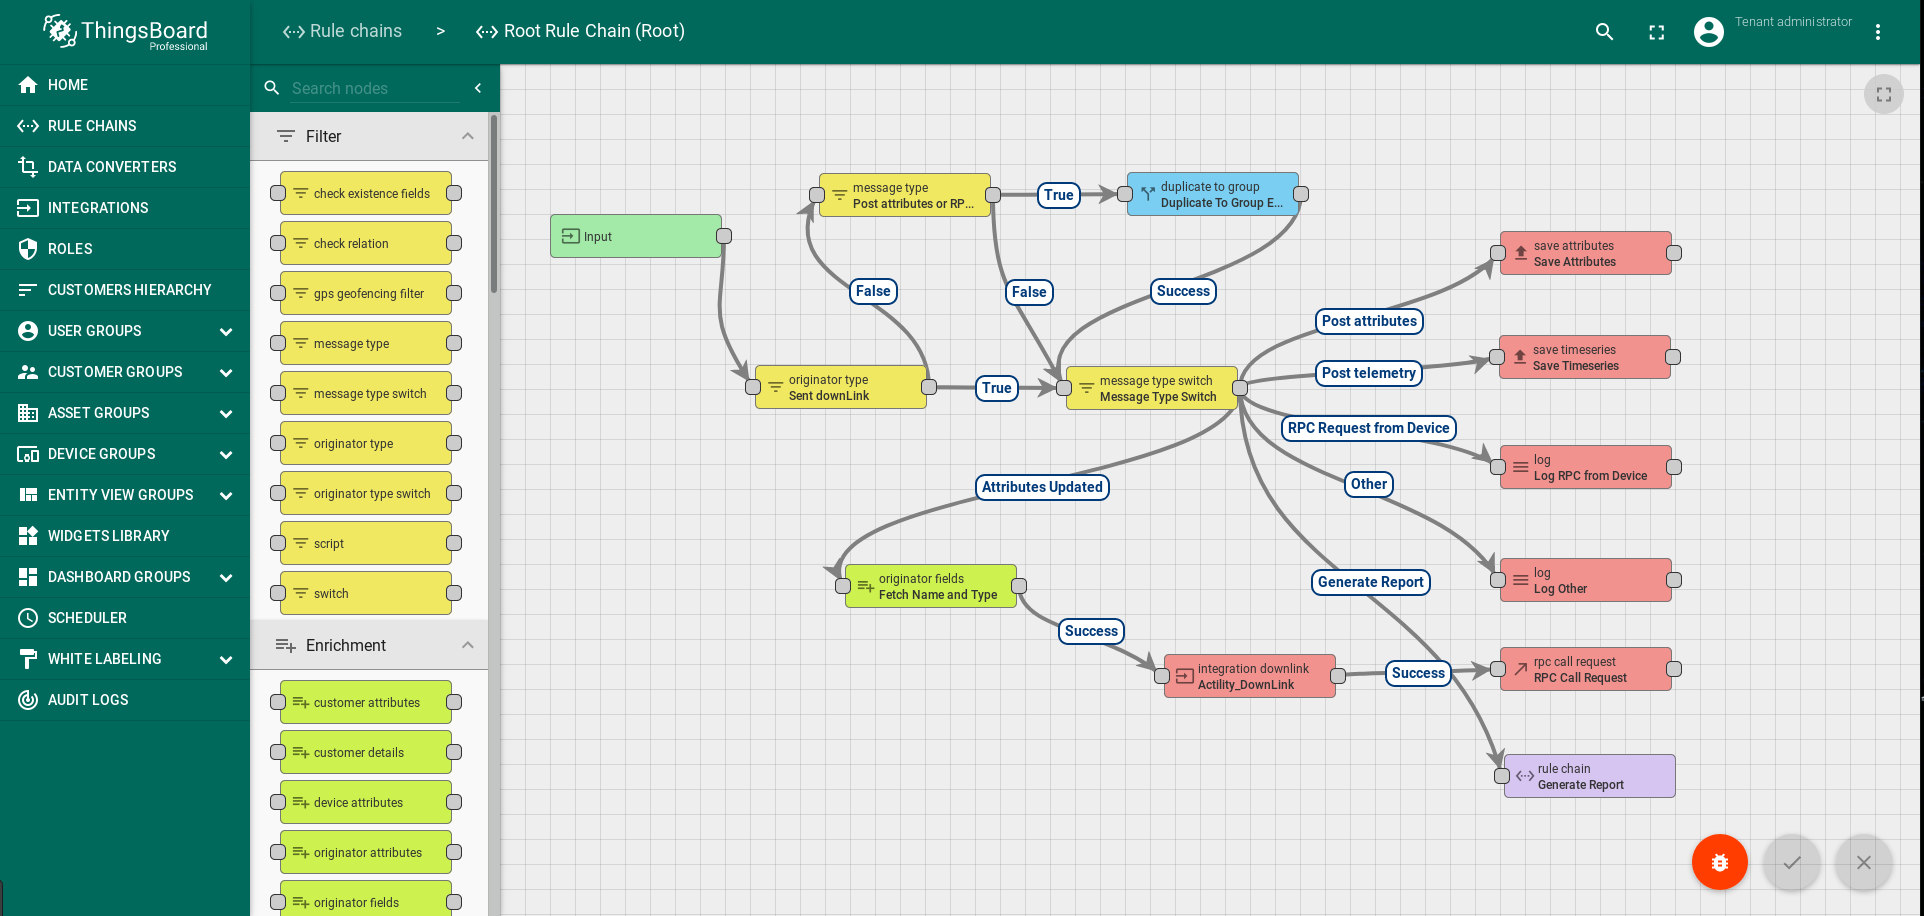 ThingsBoard
Professional
Rule chains > Root Rule Chain (Root)
Tenant administrator
HOME
RULE CHAINS
DATA CONVERTERS
INTEGRATIONS
ROLES
CUSTOMERS HIERARCHY
USER GROUPS
CUSTOMER GROUPS
ASSET GROUPS
DEVICE GROUPS
ENTITY VIEW GROUPS
WIDGETS LIBRARY
DASHBOARD GROUPS
SCHEDULER
WHITE LABELING
AUDIT LOGS
Search nodes
Filter
check existence fields
check relation
gps geofencing filter
message type
message type switch
originator type
originator type switch
script
switch
Enrichment
customer attributes
customer details
device attributes
originator attributes
originator fields
Input
message type
Post attributes or RP...
True
duplicate to group
Duplicate To Group E...
False
False
Success
originator type
Sent downLink
True
message type switch
Message Type Switch
save attributes
Save Attributes
Post attributes
save timeseries
Save Timeseries
Post telemetry
RPC Request from Device
log
Log RPC from Device
Other
log
Log Other
Attributes Updated
originator fields
Fetch Name and Type
Generate Report
Success
integration downlink
Actility_DownLink
Success
rpc call request
RPC Call Request
rule chain
Generate Report